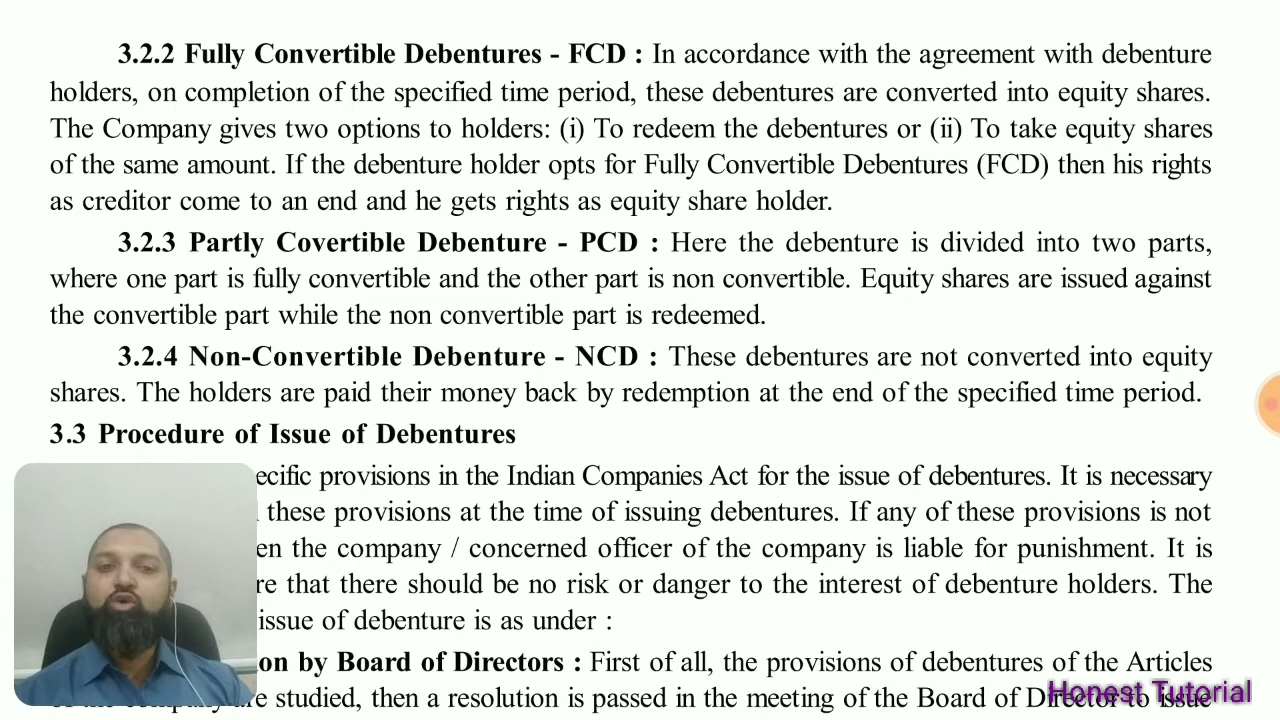 3.2.2 Fully Convertible Debentures - FCD : In accordance with the agreement with debenture
holders, on completion of the specified time period, these debentures are converted into equity shares.
The Company gives two options to holders: (i) To redeem the debentures or (ii) To take equity shares
of the same amount. If the debenture holder opts for Fully Convertible Debentures (FCD) then his rights
as creditor come to an end and he gets rights as equity share holder.
3.2.3 Partly Covertible Debenture - PCD : Here the debenture is divided into two parts,
where one part is fully convertible and the other part is non convertible. Equity shares are issued against
the convertible part while the non convertible part is redeemed.
3.2.4 Non-Convertible Debenture - NCD : These debentures are not converted into equity
shares. The holders are paid their money back by redemption at the end of the specified time period.
3.3 Procedure of Issue of Debentures
ecific provisions in the Indian Companies Act for the issue of debentures. It is necessary
these provisions at the time of issuing debentures. If any of these provisions is not
en the company / concerned officer of the company is liable for punishment. It is
re that there should be no risk or danger to the interest of debenture holders. The
issue of debenture is as under :
on by Board of Directors : First of all, the provisions of debentures of the Articles
are studied, then a resolution is passed in the meeting of the Board of Director to issue
Honest Tutorial